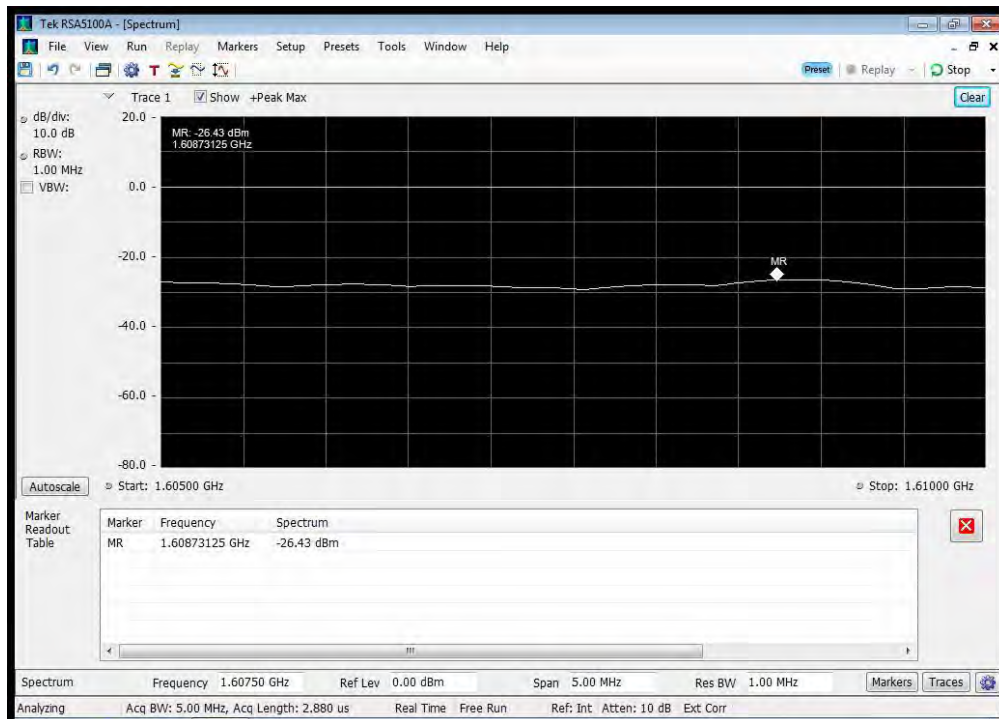 Tek RSA5100A - [Spectrum]
File View Run Replay Markers Setup Presets Tools Window Help
T
Preset Replay Stop
Trace 1 Show +Peak Max Clear
dB/div:
10.0 dB
RBW:
1.00 MHz
VBW:
20.0
MR: -26.43 dBm
1.60873125 GHz
0.0
-20.0
MR
-40.0
-60.0
-80.0
Autoscale Start: 1.60500 GHz Stop: 1.61000 GHz
Marker
Readout
Table
Marker Frequency Spectrum
MR 1.60873125 GHz -26.43 dBm
Spectrum Frequency 1.60750 GHz Ref Lev 0.00 dBm Span 5.00 MHz Res BW 1.00 MHz Markers Traces
Analyzing Acq BW: 5.00 MHz, Acq Length: 2.880 us Real Time Free Run Ref: Int Atten: 10 dB Ext Corr